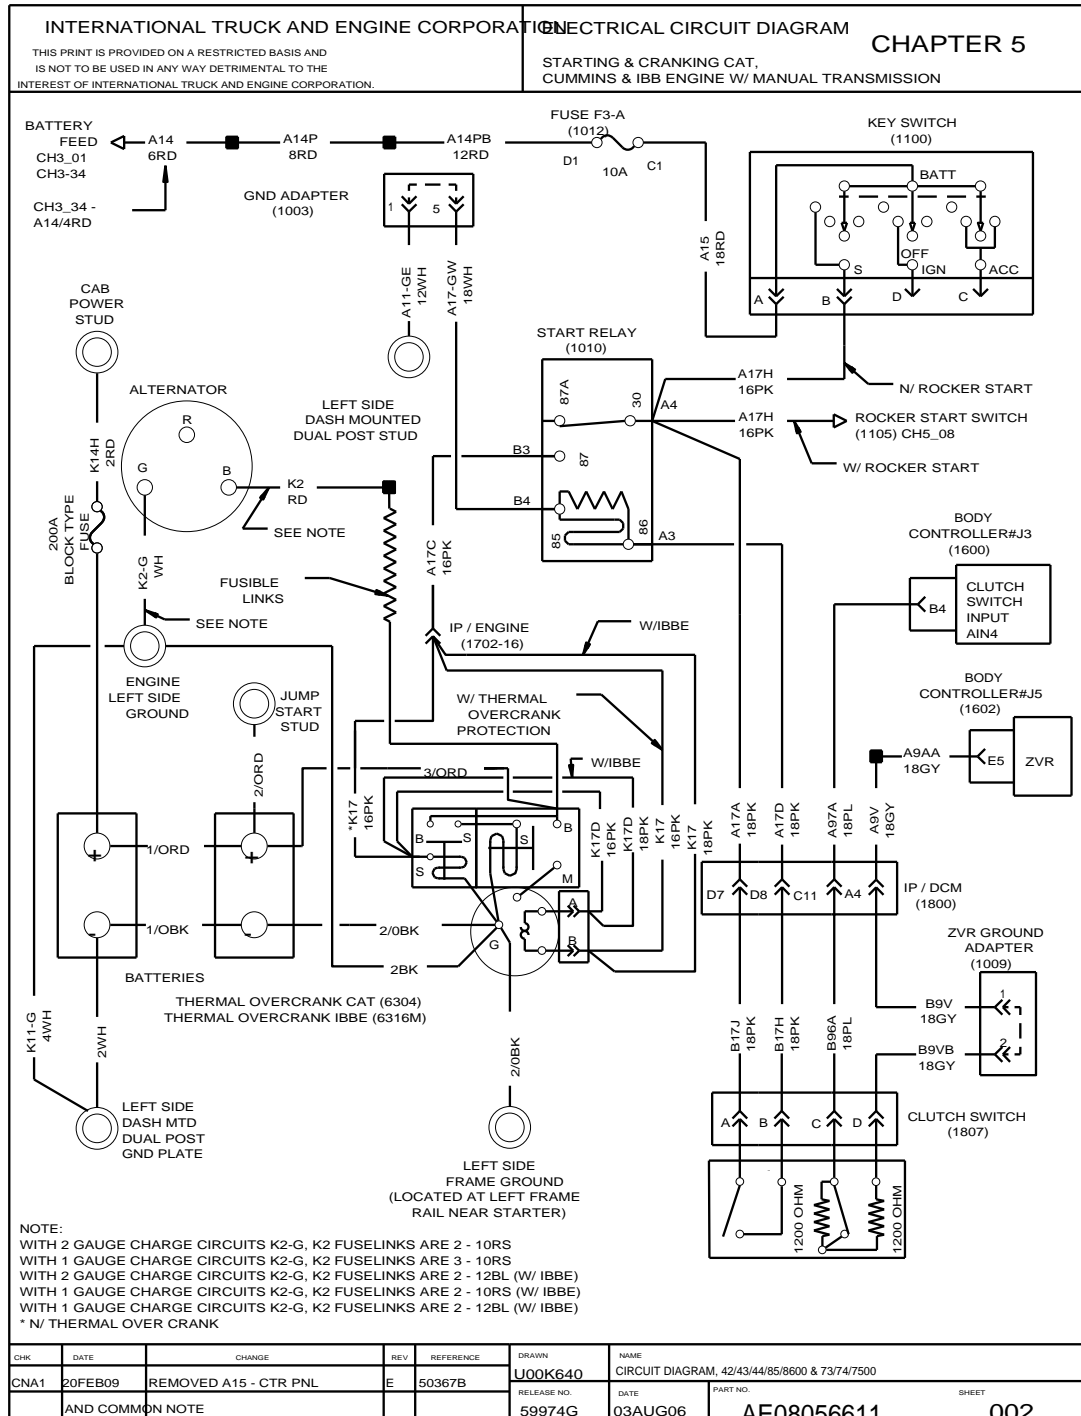 INTERNATIONAL TRUCK AND ENGINE CORPORATION
THIS PRINT IS PROVIDED ON A RESTRICTED BASIS AND
IS NOT TO BE USED IN ANY WAY DETRIMENTAL TO THE
INTEREST OF INTERNATIONAL TRUCK AND ENGINE CORPORATION.
ELECTRICAL CIRCUIT DIAGRAM
CHAPTER 5
STARTING & CRANKING CAT,
CUMMINS & IBB ENGINE W/ MANUAL TRANSMISSION
BATTERY
FEED
CH3_01
CH3-34
A14
6RD
A14P
8RD
A14PB
12RD
FUSE F3-A
(1012)
D1
10A
C1
KEY SWITCH
(1100)
BATT
OFF
S
IGN
ACC
A
B
D
C
CH3_34 -
A14/4RD
GND ADAPTER
(1003)
1
5
A11-GE
12WH
A17-GW
18WH
A15
18RD
CAB
POWER
STUD
START RELAY
(1010)
87A
30
A4
A17H
16PK
N/ ROCKER START
A17H
16PK
ROCKER START SWITCH
(1105) CH5_08
W/ ROCKER START
ALTERNATOR
R
G
B
LEFT SIDE
DASH MOUNTED
DUAL POST STUD
B3
87
B4
85
86
A3
K14H
2RD
K2
RD
SEE NOTE
200A
BLOCK TYPE
FUSE
K2-G
WH
FUSIBLE
LINKS
SEE NOTE
A17C
16PK
IP / ENGINE
(1702-16)
W/IBBE
BODY
CONTROLLER#J3
(1600)
B4
CLUTCH
SWITCH
INPUT
AIN4
ENGINE
LEFT SIDE
GROUND
JUMP
START
STUD
W/ THERMAL
OVERCRANK
PROTECTION
BODY
CONTROLLER#J5
(1602)
E5
ZVR
A9AA
18GY
2/ORD
3/ORD
W/IBBE
*K17
16PK
K17D
16PK
K17D
18PK
K17
16PK
K17
18PK
A17A
18PK
A17D
18PK
A97A
18PL
A9V
18GY
B
S
S
B
S
M
+
1/ORD
+
-
1/OBK
-
2/0BK
2BK
G
A
B
D7
D8
C11
A4
IP / DCM
(1800)
ZVR GROUND
ADAPTER
(1009)
1
2
B9V
18GY
B9VB
18GY
BATTERIES
THERMAL OVERCRANK CAT (6304)
THERMAL OVERCRANK IBBE (6316M)
K11-G
4WH
2WH
2/0BK
B17J
18PK
B17H
18PK
B96A
18PL
LEFT SIDE
DASH MTD
DUAL POST
GND PLATE
LEFT SIDE
FRAME GROUND
(LOCATED AT LEFT FRAME
RAIL NEAR STARTER)
A
B
C
D
CLUTCH SWITCH
(1807)
1200 OHM
1200 OHM
NOTE:
WITH 2 GAUGE CHARGE CIRCUITS K2-G, K2 FUSELINKS ARE 2 - 10RS
WITH 1 GAUGE CHARGE CIRCUITS K2-G, K2 FUSELINKS ARE 3 - 10RS
WITH 2 GAUGE CHARGE CIRCUITS K2-G, K2 FUSELINKS ARE 2 - 12BL (W/ IBBE)
WITH 1 GAUGE CHARGE CIRCUITS K2-G, K2 FUSELINKS ARE 2 - 10RS (W/ IBBE)
WITH 1 GAUGE CHARGE CIRCUITS K2-G, K2 FUSELINKS ARE 2 - 12BL (W/ IBBE)
* N/ THERMAL OVER CRANK
CHK DATE CHANGE REV REFERENCE
CNA1 20FEB09 REMOVED A15 - CTR PNL E 50367B
AND COMMON NOTE
DRAWN
U00K640
NAME
CIRCUIT DIAGRAM, 42/43/44/85/8600 & 73/74/7500
RELEASE NO.
59974G
DATE
03AUG06
PART NO.
AE08056611
SHEET
002